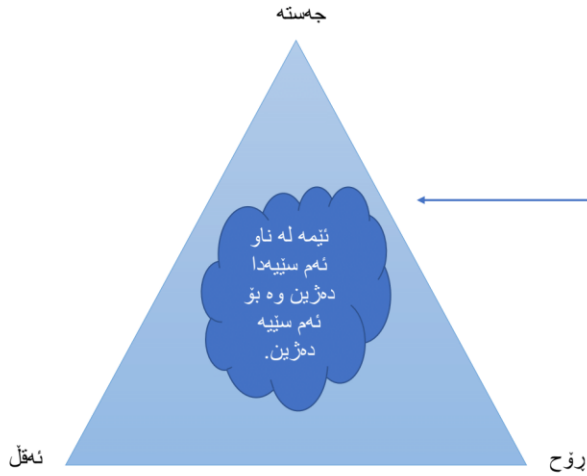 جەستە
ئێمە لە ناو
ئەم سێیەدا
دەژین وە بۆ
ئەم سێیە
دەژین.
ڕۆح
ئەقڵ